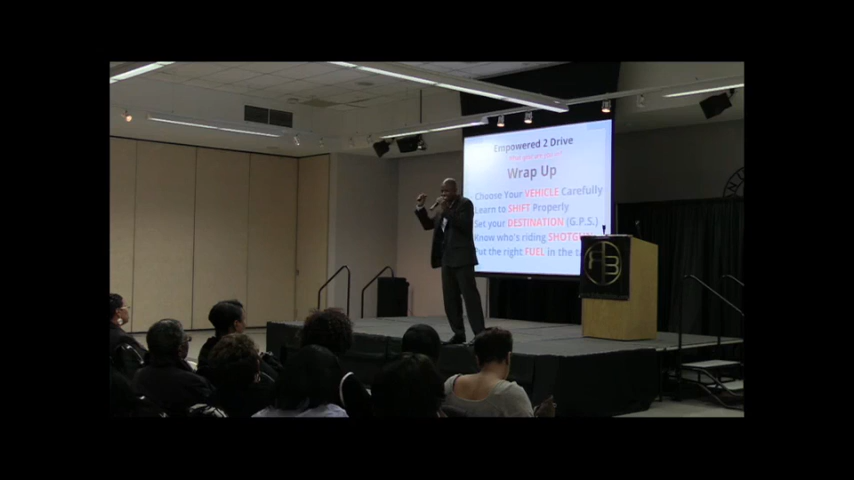 Empowered 2 Drive
Wrap Up
Choose Your VEHICLE Carefully
Learn to SHIFT Properly
Set your DESTINATION (G.P.S.)
Know who's riding
Put the right FUEL in the